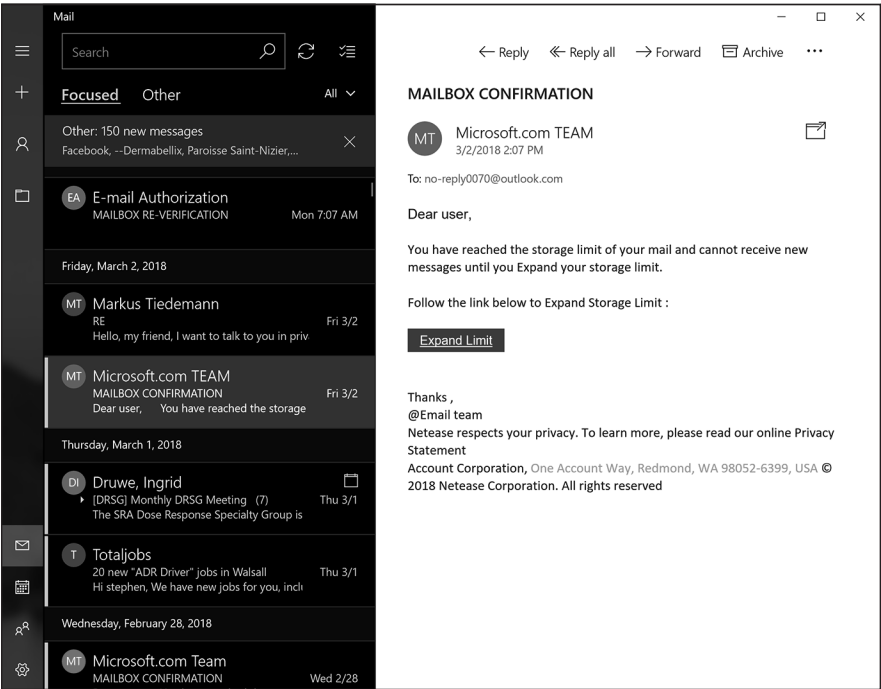 Mail
Search
Focused Other All
Other: 150 new messages
Facebook, --Dermabellix, Paroisse Saint-Nizier,...
EA E-mail Authorization
MAILBOX RE-VERIFICATION Mon 7:07 AM
Friday, March 2, 2018
MT Markus Tiedemann
RE Fri 3/2
Hello, my friend, I want to talk to you in priv
MT Microsoft.com TEAM
MAILBOX CONFIRMATION Fri 3/2
Dear user, You have reached the storage
Thursday, March 1, 2018
DI Druwe, Ingrid
[DRSG] Monthly DRSG Meeting (7) Thu 3/1
The SRA Dose Response Specialty Group is
T Totaljobs
20 new "ADR Driver" jobs in Walsall Thu 3/1
Hi stephen, We have new jobs for you, inclu
Wednesday, February 28, 2018
MT Microsoft.com Team
MAILBOX CONFIRMATION Wed 2/28
Reply Reply all Forward Archive ...
MAILBOX CONFIRMATION
MT Microsoft.com TEAM
3/2/2018 2:07 PM
To: no-reply0070@outlook.com
Dear user,
You have reached the storage limit of your mail and cannot receive new
messages until you Expand your storage limit.
Follow the link below to Expand Storage Limit :
Expand Limit
Thanks ,
@Email team
Netease respects your privacy. To learn more, please read our online Privacy
Statement
Account Corporation, One Account Way, Redmond, WA 98052-6399, USA ©
2018 Netease Corporation. All rights reserved